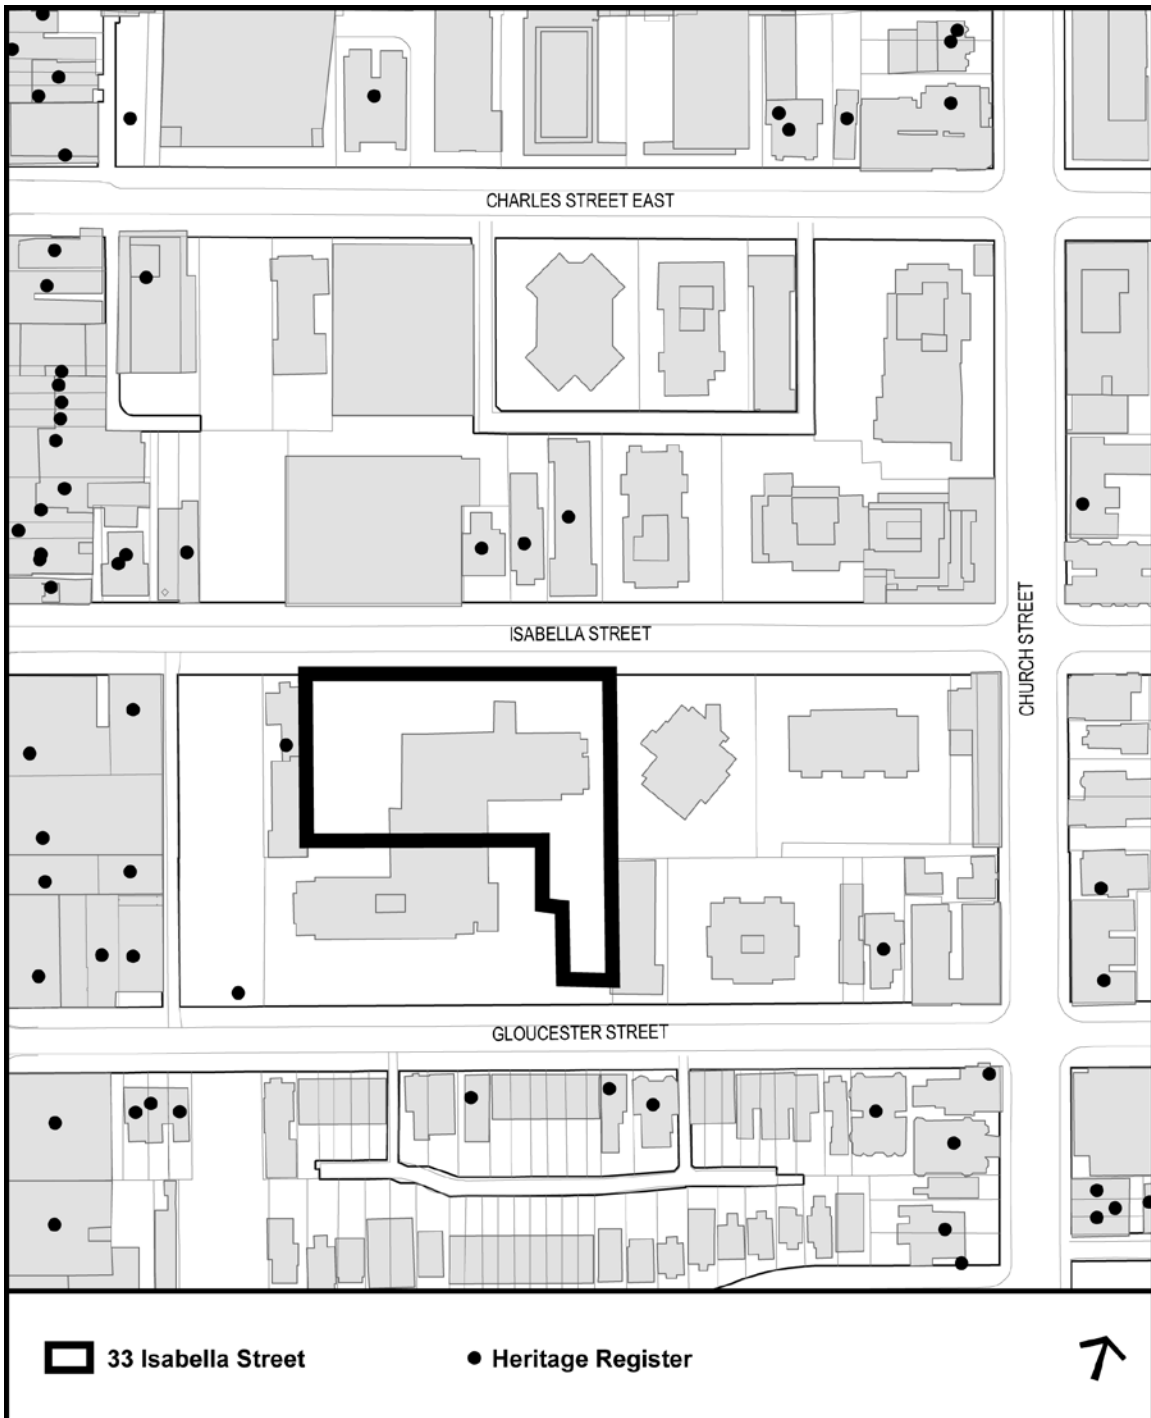 CHARLES STREET EAST
ISABELLA STREET
CHURCH STREET
GLOUCESTER STREET
33 Isabella Street
Heritage Register